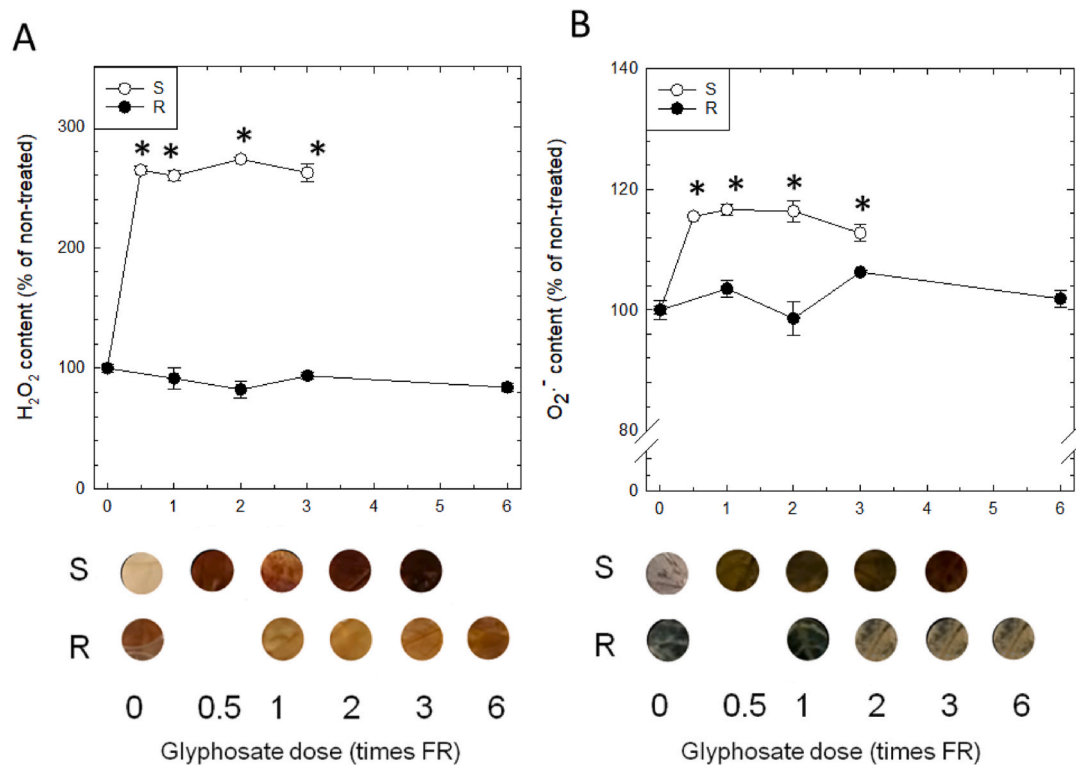 A
S
R
H2O2 content (% of non-treated)
300
200
100
0
* * * *
0 1 2 3 4 5 6
S
R
0 0.5 1 2 3 6
Glyphosate dose (times FR)
B
S
R
O2·- content (% of non-treated)
140
120
100
80
0
* * * *
0 1 2 3 4 5 6
S
R
0 0.5 1 2 3 6
Glyphosate dose (times FR)